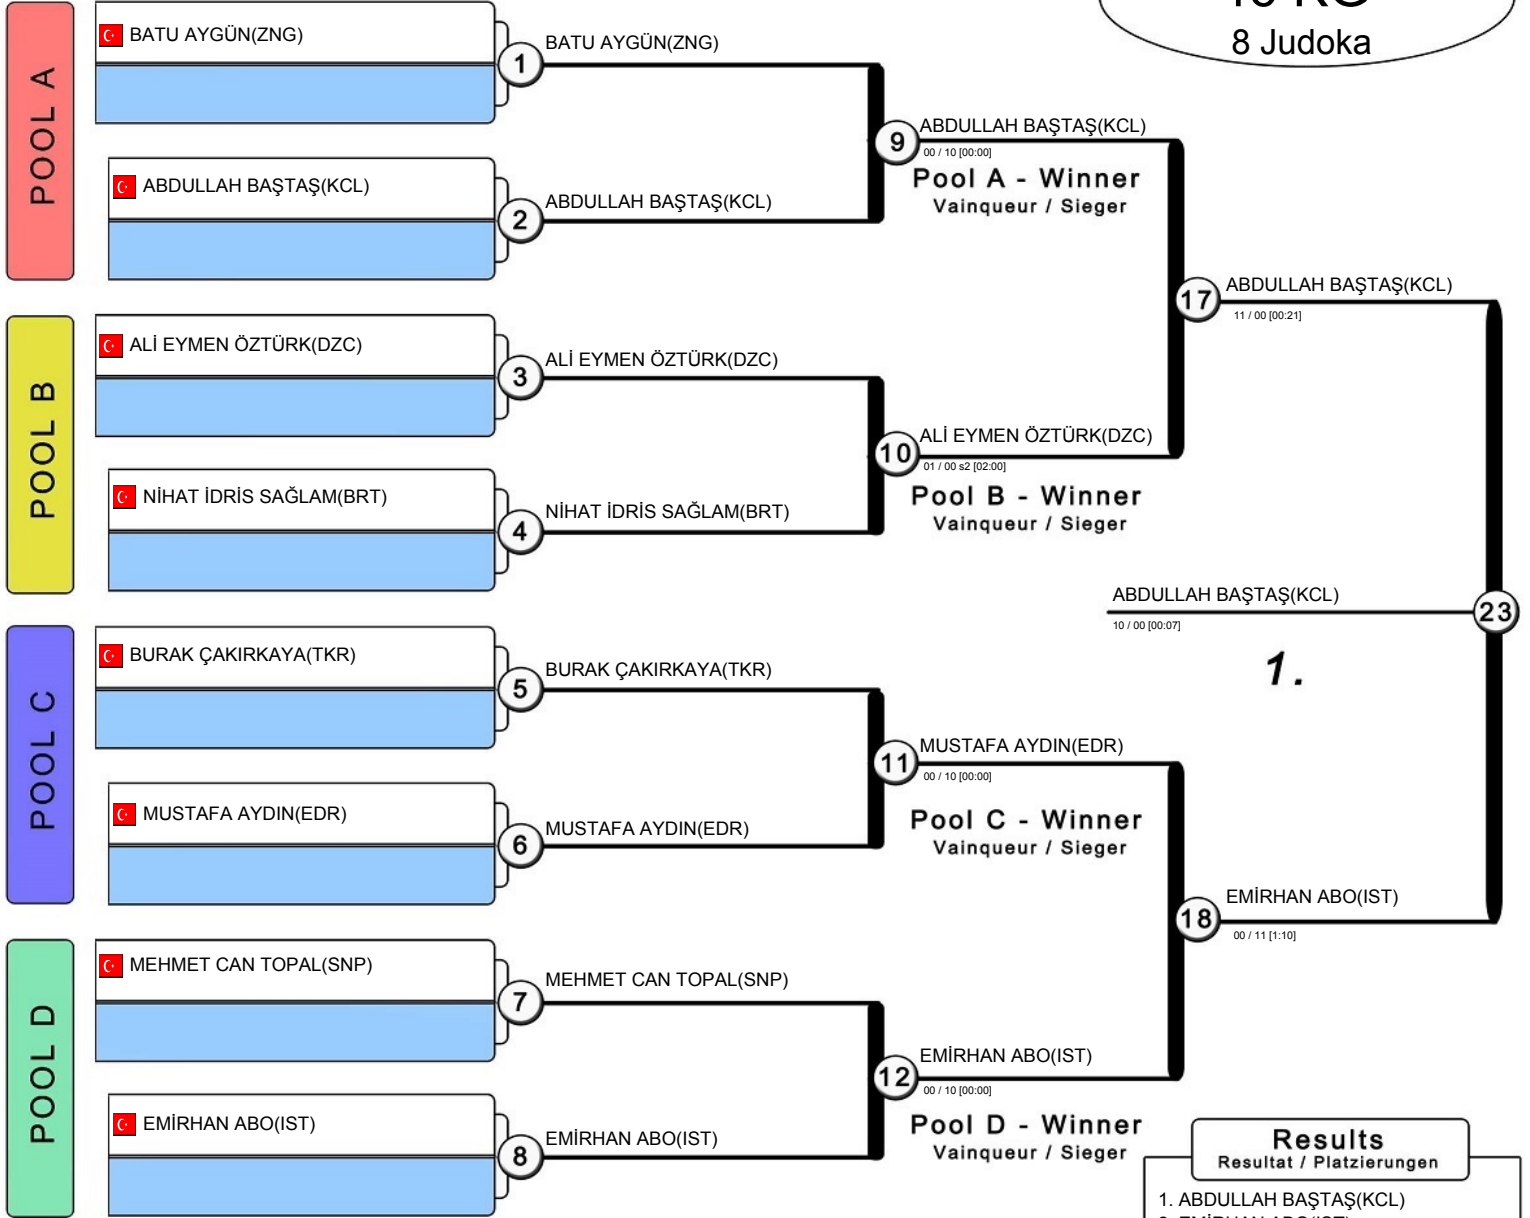 8 Judoka
POOL A
BATU AYGÜN(ZNG)
1
BATU AYGÜN(ZNG)
ABDULLAH BAŞTAŞ(KCL)
2
ABDULLAH BAŞTAŞ(KCL)
9
ABDULLAH BAŞTAŞ(KCL)
00 / 10 [00:00]
Pool A - Winner
Vainqueur / Sieger
POOL B
ALİ EYMEN ÖZTÜRK(DZC)
3
ALİ EYMEN ÖZTÜRK(DZC)
NİHAT İDRİS SAĞLAM(BRT)
4
NİHAT İDRİS SAĞLAM(BRT)
10
ALİ EYMEN ÖZTÜRK(DZC)
01 / 00 s2 [02:00]
Pool B - Winner
Vainqueur / Sieger
17
ABDULLAH BAŞTAŞ(KCL)
11 / 00 [00:21]
POOL C
BURAK ÇAKIRKAYA(TKR)
5
BURAK ÇAKIRKAYA(TKR)
MUSTAFA AYDIN(EDR)
6
MUSTAFA AYDIN(EDR)
11
MUSTAFA AYDIN(EDR)
00 / 10 [00:00]
Pool C - Winner
Vainqueur / Sieger
POOL D
MEHMET CAN TOPAL(SNP)
7
MEHMET CAN TOPAL(SNP)
EMİRHAN ABO(IST)
8
EMİRHAN ABO(IST)
12
EMİRHAN ABO(IST)
00 / 10 [00:00]
Pool D - Winner
Vainqueur / Sieger
18
EMİRHAN ABO(IST)
00 / 11 [1:10]
ABDULLAH BAŞTAŞ(KCL)
23
10 / 00 [00:07]
1.
Results
Resultat / Platzierungen
1. ABDULLAH BAŞTAŞ(KCL)